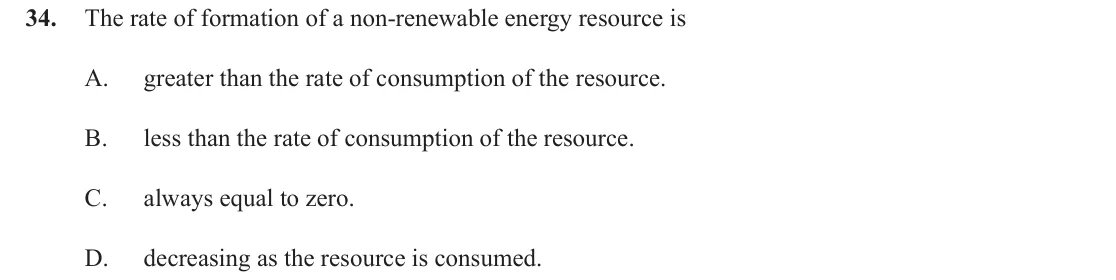 34. The rate of formation of a non-renewable energy resource is
A. greater than the rate of consumption of the resource.
B. less than the rate of consumption of the resource.
C. always equal to zero.
D. decreasing as the resource is consumed.